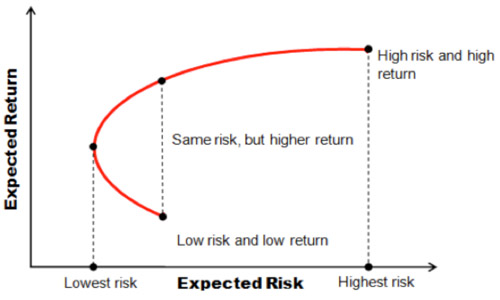 High risk and high
return
Expected Return
Same risk, but higher return
Low risk and low return
Lowest risk
Expected Risk
Highest risk